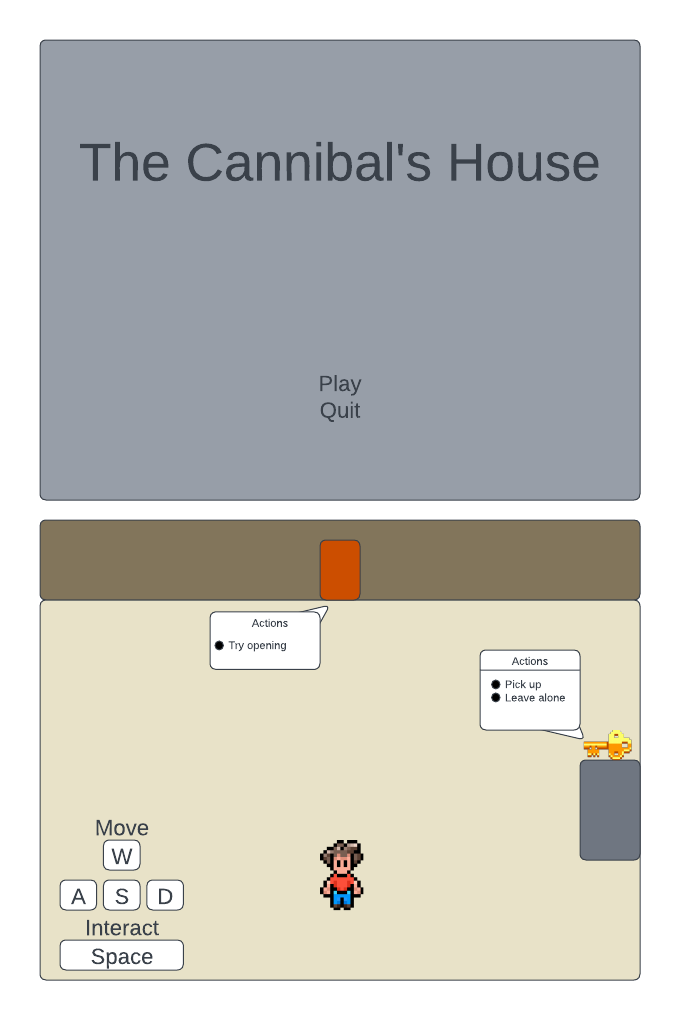 The Cannibal's House
Play
Quit
Actions
Try opening
Actions
Pick up
Leave alone
Move
W
A S D
Interact
Space